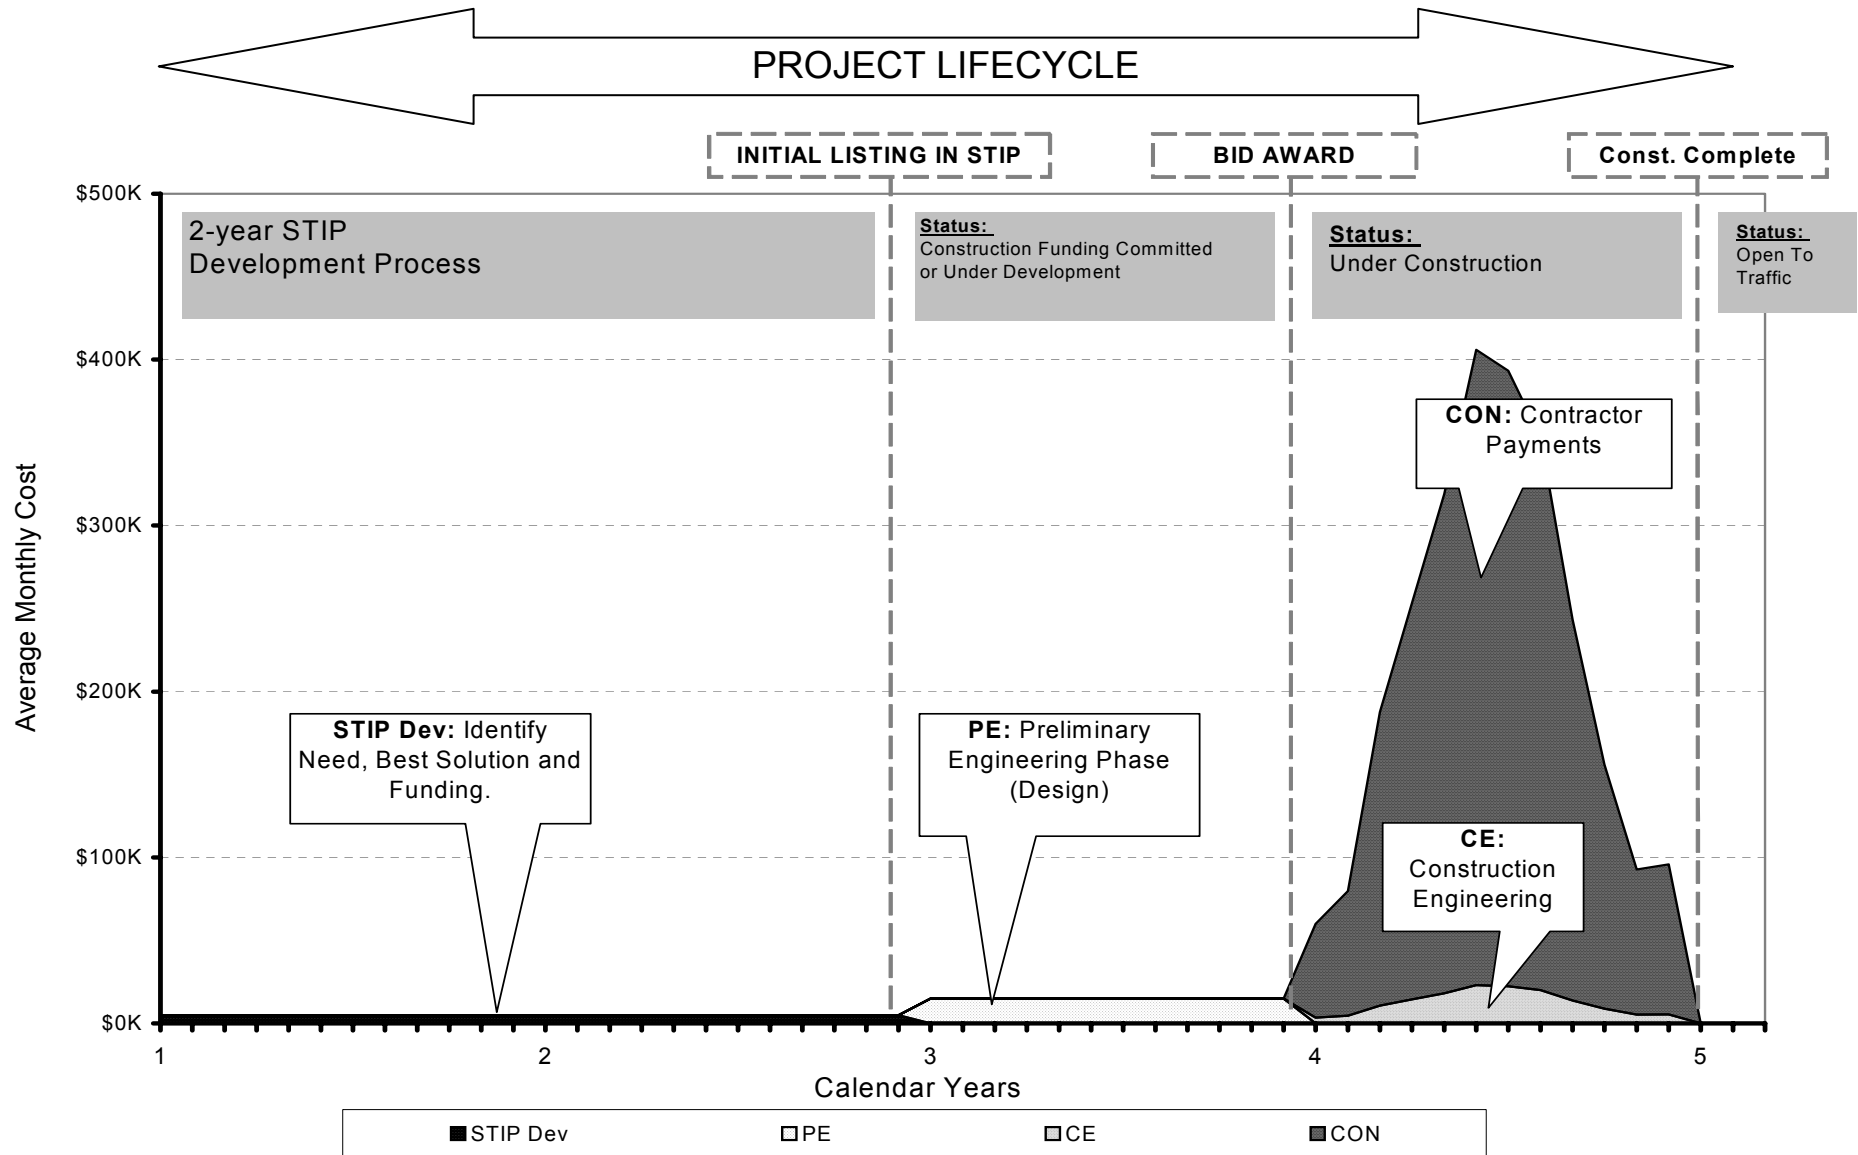 PROJECT LIFECYCLE
INITIAL LISTING IN STIP
BID AWARD
Const. Complete
$500K
2-year STIP
Development Process
Status:
Construction Funding Committed
or Under Development
Status:
Under Construction
Status:
Open To
Traffic
$400K
CON: Contractor
Payments
$300K
Average Monthly Cost
$200K
STIP Dev: Identify
Need, Best Solution and
Funding.
PE: Preliminary
Engineering Phase
(Design)
$100K
CE:
Construction
Engineering
$0K
1
2
3
4
5
Calendar Years
STIP Dev
PE
CE
CON